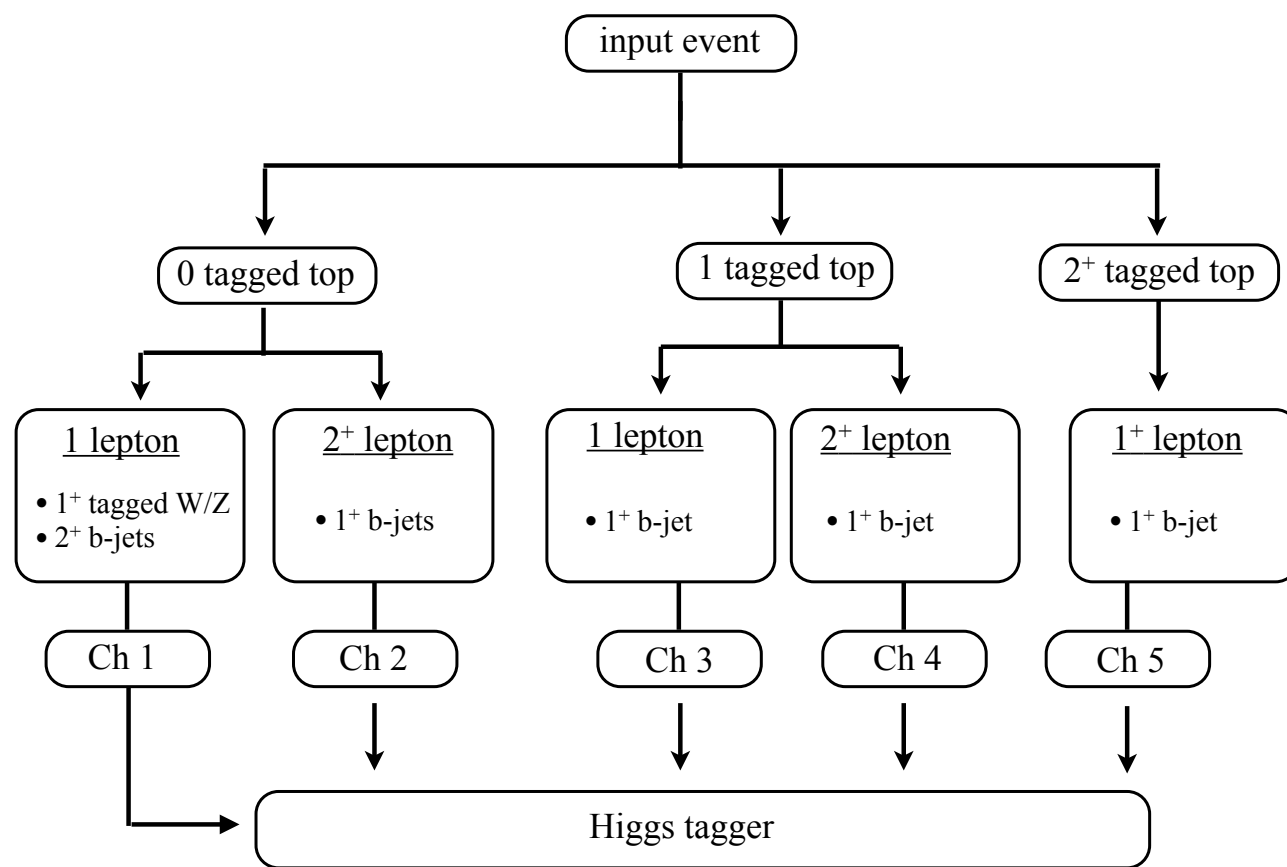 input event
0 tagged top
1 tagged top
2⁺ tagged top
1 lepton
• 1⁺ tagged W/Z
• 2⁺ b-jets
2⁺ lepton
• 1⁺ b-jets
1 lepton
• 1⁺ b-jet
2⁺ lepton
• 1⁺ b-jet
1⁺ lepton
• 1⁺ b-jet
Ch 1
Ch 2
Ch 3
Ch 4
Ch 5
Higgs tagger